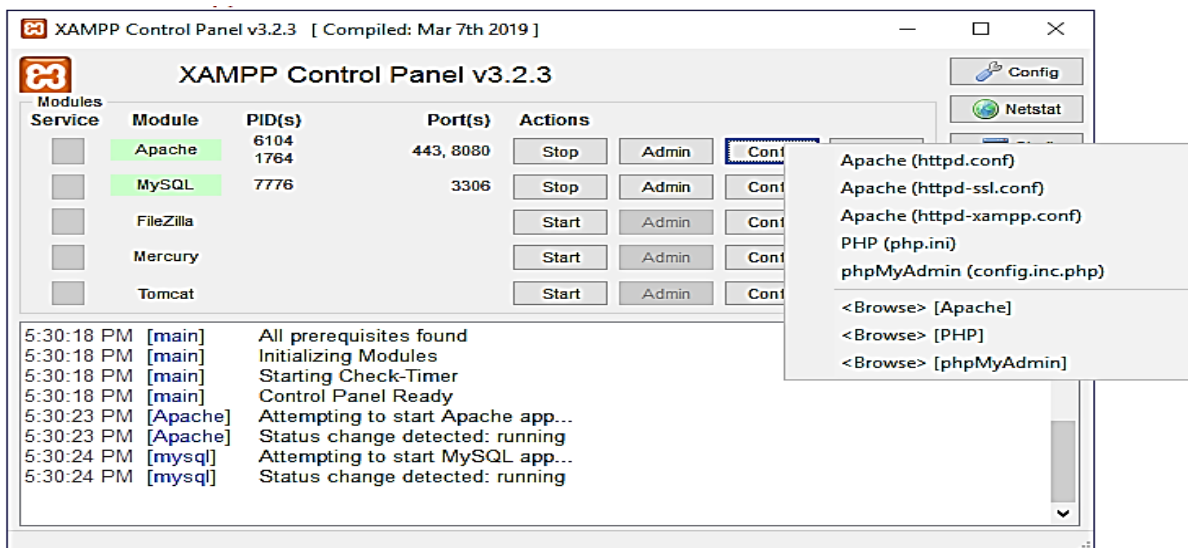 XAMPP Control Panel v3.2.3 [ Compiled: Mar 7th 2019 ]
XAMPP Control Panel v3.2.3
Config
Netstat
Modules
Service Module PID(s) Port(s) Actions
Apache 6104 1764 443, 8080 Stop Admin Conf
MySQL 7776 3306 Stop Admin Conf
FileZilla Start Admin Conf
Mercury Start Admin Conf
Tomcat Start Admin Conf
Apache (httpd.conf)
Apache (httpd-ssl.conf)
Apache (httpd-xampp.conf)
PHP (php.ini)
phpMyAdmin (config.inc.php)
<Browse> [Apache]
<Browse> [PHP]
<Browse> [phpMyAdmin]
5:30:18 PM [main] All prerequisites found
5:30:18 PM [main] Initializing Modules
5:30:18 PM [main] Starting Check-Timer
5:30:18 PM [main] Control Panel Ready
5:30:23 PM [Apache] Attempting to start Apache app...
5:30:23 PM [Apache] Status change detected: running
5:30:24 PM [mysql] Attempting to start MySQL app...
5:30:24 PM [mysql] Status change detected: running